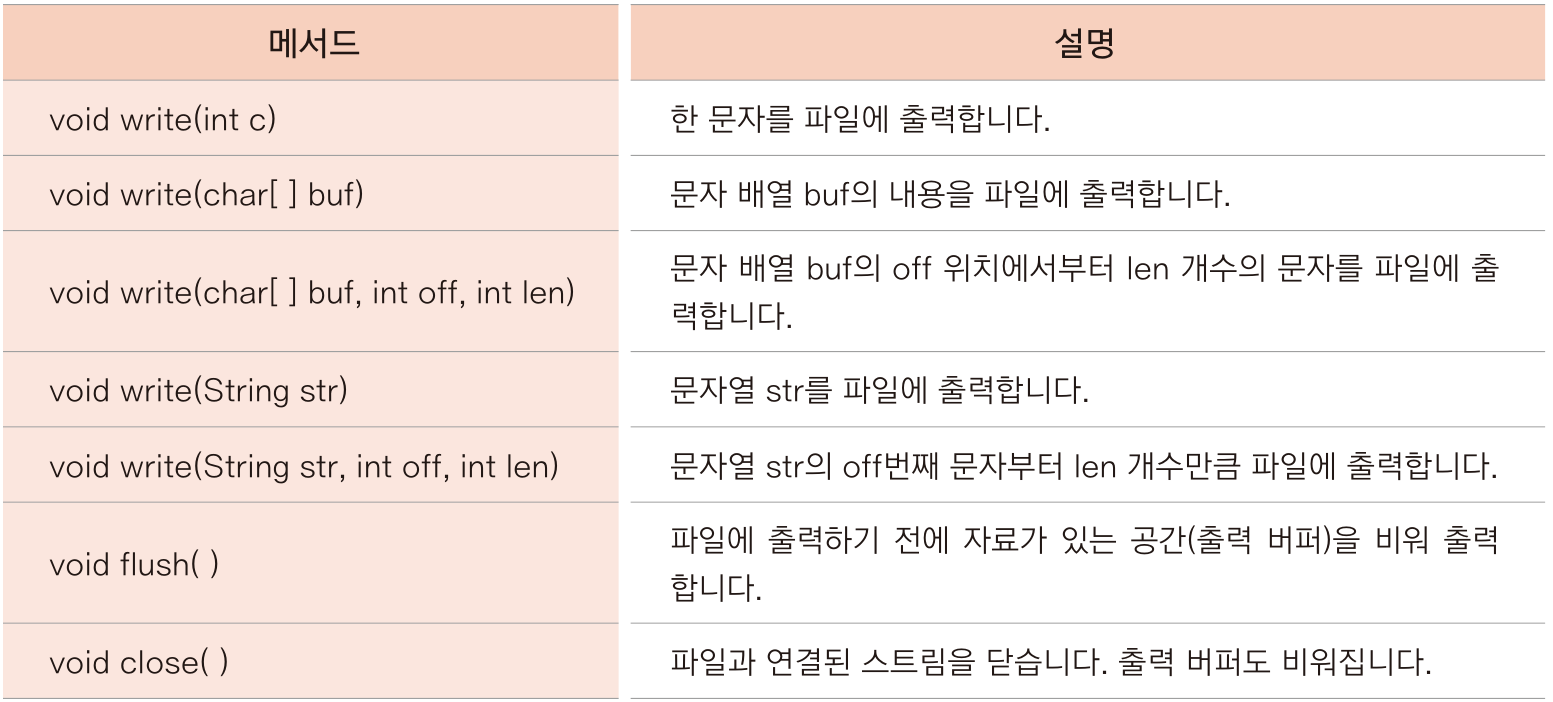 메서드 설명
void write(int c) 한 문자를 파일에 출력합니다.
void write(char[ ] buf) 문자 배열 buf의 내용을 파일에 출력합니다.
void write(char[ ] buf, int off, int len) 문자 배열 buf의 off 위치에서부터 len 개수의 문자를 파일에 출
력합니다.
void write(String str) 문자열 str를 파일에 출력합니다.
void write(String str, int off, int len) 문자열 str의 off번째 문자부터 len 개수만큼 파일에 출력합니다.
void flush( ) 파일에 출력하기 전에 자료가 있는 공간(출력 버퍼)을 비워 출력
합니다.
void close( ) 파일과 연결된 스트림을 닫습니다. 출력 버퍼도 비워집니다.